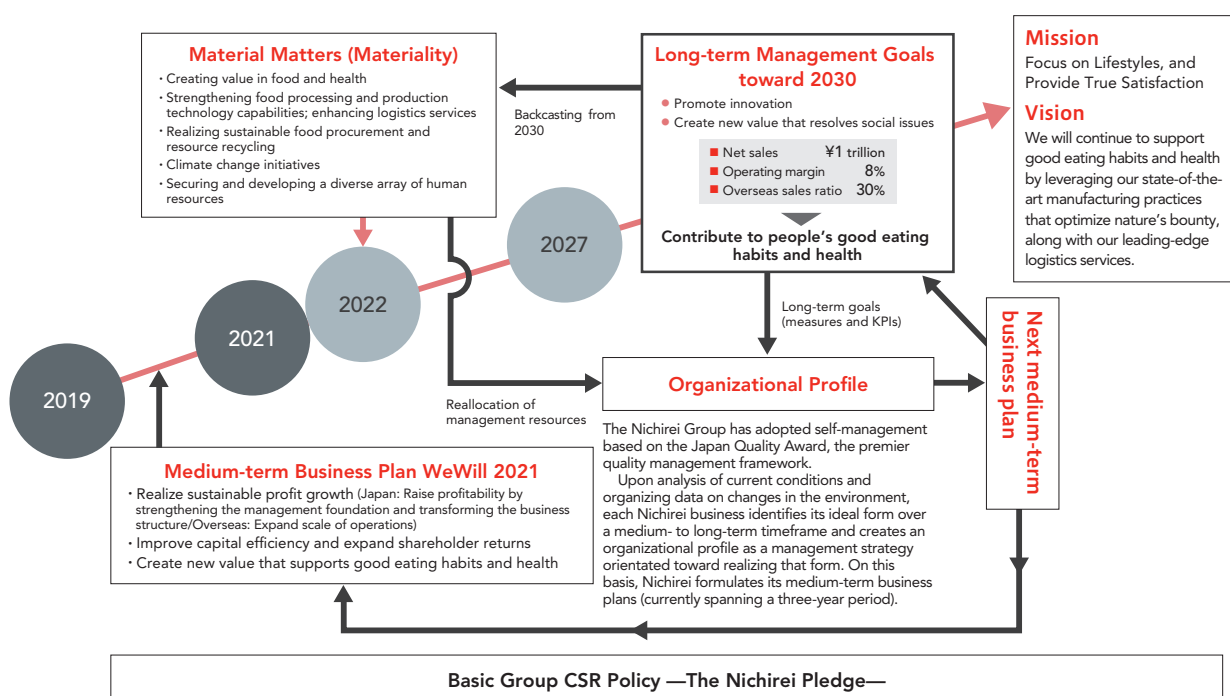 Material Matters (Materiality)
・Creating value in food and health
・Strengthening food processing and production
technology capabilities; enhancing logistics services
・Realizing sustainable food procurement and
resource recycling
・Climate change initiatives
・Securing and developing a diverse array of human
resources
Backcasting from
2030
Long-term Management Goals
toward 2030
● Promote innovation
● Create new value that resolves social issues
■ Net sales ¥1 trillion
■ Operating margin 8%
■ Overseas sales ratio 30%
Contribute to people's good eating
habits and health
Mission
Focus on Lifestyles, and
Provide True Satisfaction
Vision
We will continue to support
good eating habits and health
by leveraging our state-of-the-
art manufacturing practices
that optimize nature's bounty,
along with our leading-edge
logistics services.
2019
2021
2022
2027
Long-term goals
(measures and KPIs)
Reallocation of
management resources
Organizational Profile
The Nichirei Group has adopted self-management
based on the Japan Quality Award, the premier
quality management framework.
Upon analysis of current conditions and
organizing data on changes in the environment,
each Nichirei business identifies its ideal form over
a medium- to long-term timeframe and creates an
organizational profile as a management strategy
orientated toward realizing that form. On this
basis, Nichirei formulates its medium-term business
plans (currently spanning a three-year period).
Next medium-term
business plan
Medium-term Business Plan WeWill 2021
・Realize sustainable profit growth (Japan: Raise profitability by
strengthening the management foundation and transforming the business
structure/Overseas: Expand scale of operations)
・Improve capital efficiency and expand shareholder returns
・Create new value that supports good eating habits and health
Basic Group CSR Policy —The Nichirei Pledge—